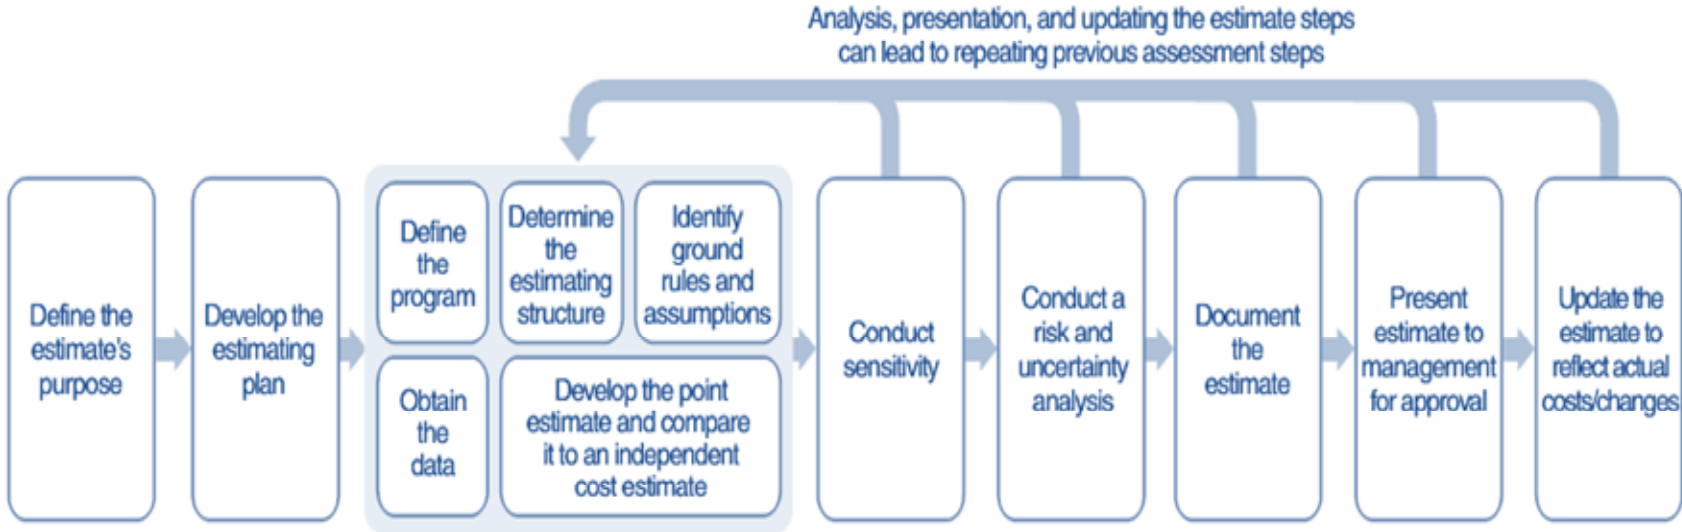 Analysis, presentation, and updating the estimate steps
can lead to repeating previous assessment steps
Define the
estimate's
purpose
Develop the
estimating
plan
Define
the
program
Determine
the
estimating
structure
Identify
ground
rules and
assumptions
Obtain
the
data
Develop the point
estimate and compare
it to an independent
cost estimate
Conduct
sensitivity
Conduct a
risk and
uncertainty
analysis
Document
the
estimate
Present
estimate to
management
for approval
Update the
estimate to
reflect actual
costs/changes